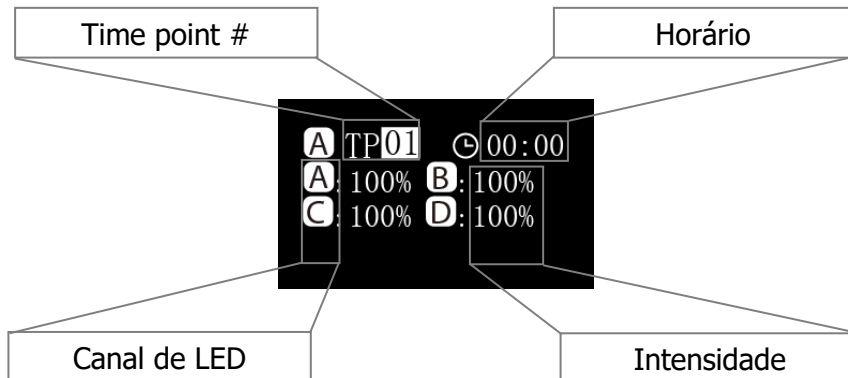 Time point #
Horário
A TP01 00:00
A: 100% B: 100%
C: 100% D: 100%
Canal de LED
Intensidade